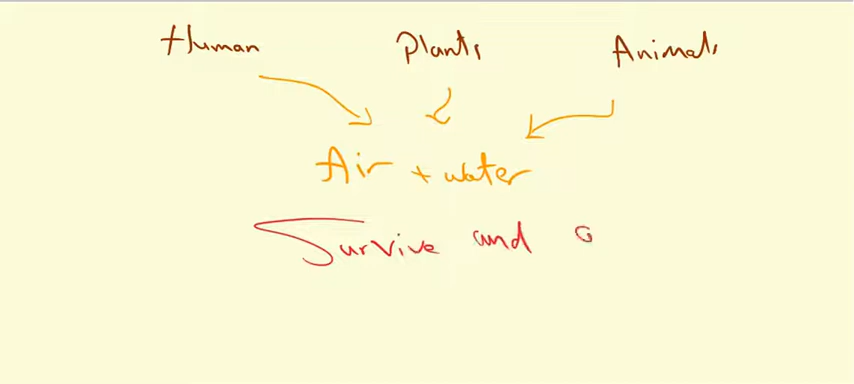 Human Plants Animals
Air + water
Survive and